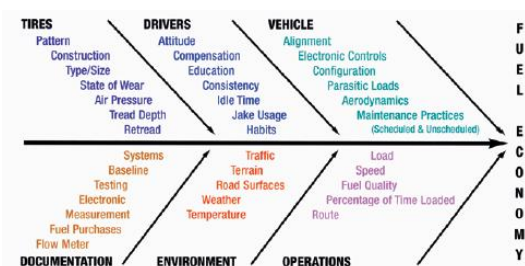 TIRES
Pattern
Construction
Type/Size
State of Wear
Air Pressure
Tread Depth
Retread
DRIVERS
Attitude
Compensation
Education
Consistency
Idle Time
Jake Usage
Habits
VEHICLE
Alignment
Electronic Controls
Configuration
Parasitic Loads
Aerodynamics
Maintenance Practices
(Scheduled & Unscheduled)
Systems
Baseline
Testing
Electronic
Measurement
Fuel Purchases
Flow Meter
DOCUMENTATION
Traffic
Terrain
Road Surfaces
Weather
Temperature
ENVIRONMENT
Load
Speed
Fuel Quality
Percentage of Time Loaded
Route
OPERATIONS
FUEL ECONOMY